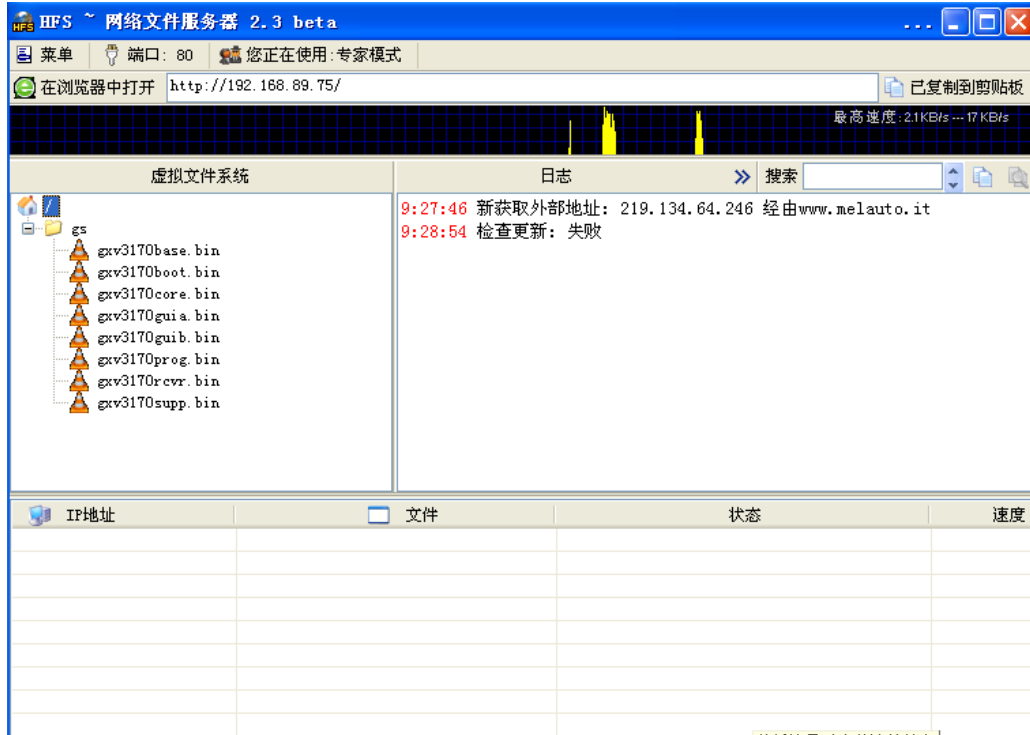 HFS ~ 网络文件服务器 2.3 beta ...
菜单 端口: 80 您正在使用:专家模式
在浏览器中打开 http://192.168.89.75/ 已复制到剪贴板
最高速度:2.1KB/s --- 17 KB/s
虚拟文件系统 日志 搜索
/
gs
gxv3170base.bin
gxv3170boot.bin
gxv3170core.bin
gxv3170guia.bin
gxv3170guib.bin
gxv3170prog.bin
gxv3170rcvr.bin
gxv3170supp.bin
9:27:46 新获取外部地址: 219.134.64.246 经由www.melauto.it
9:28:54 检查更新: 失败
IP地址 文件 状态 速度